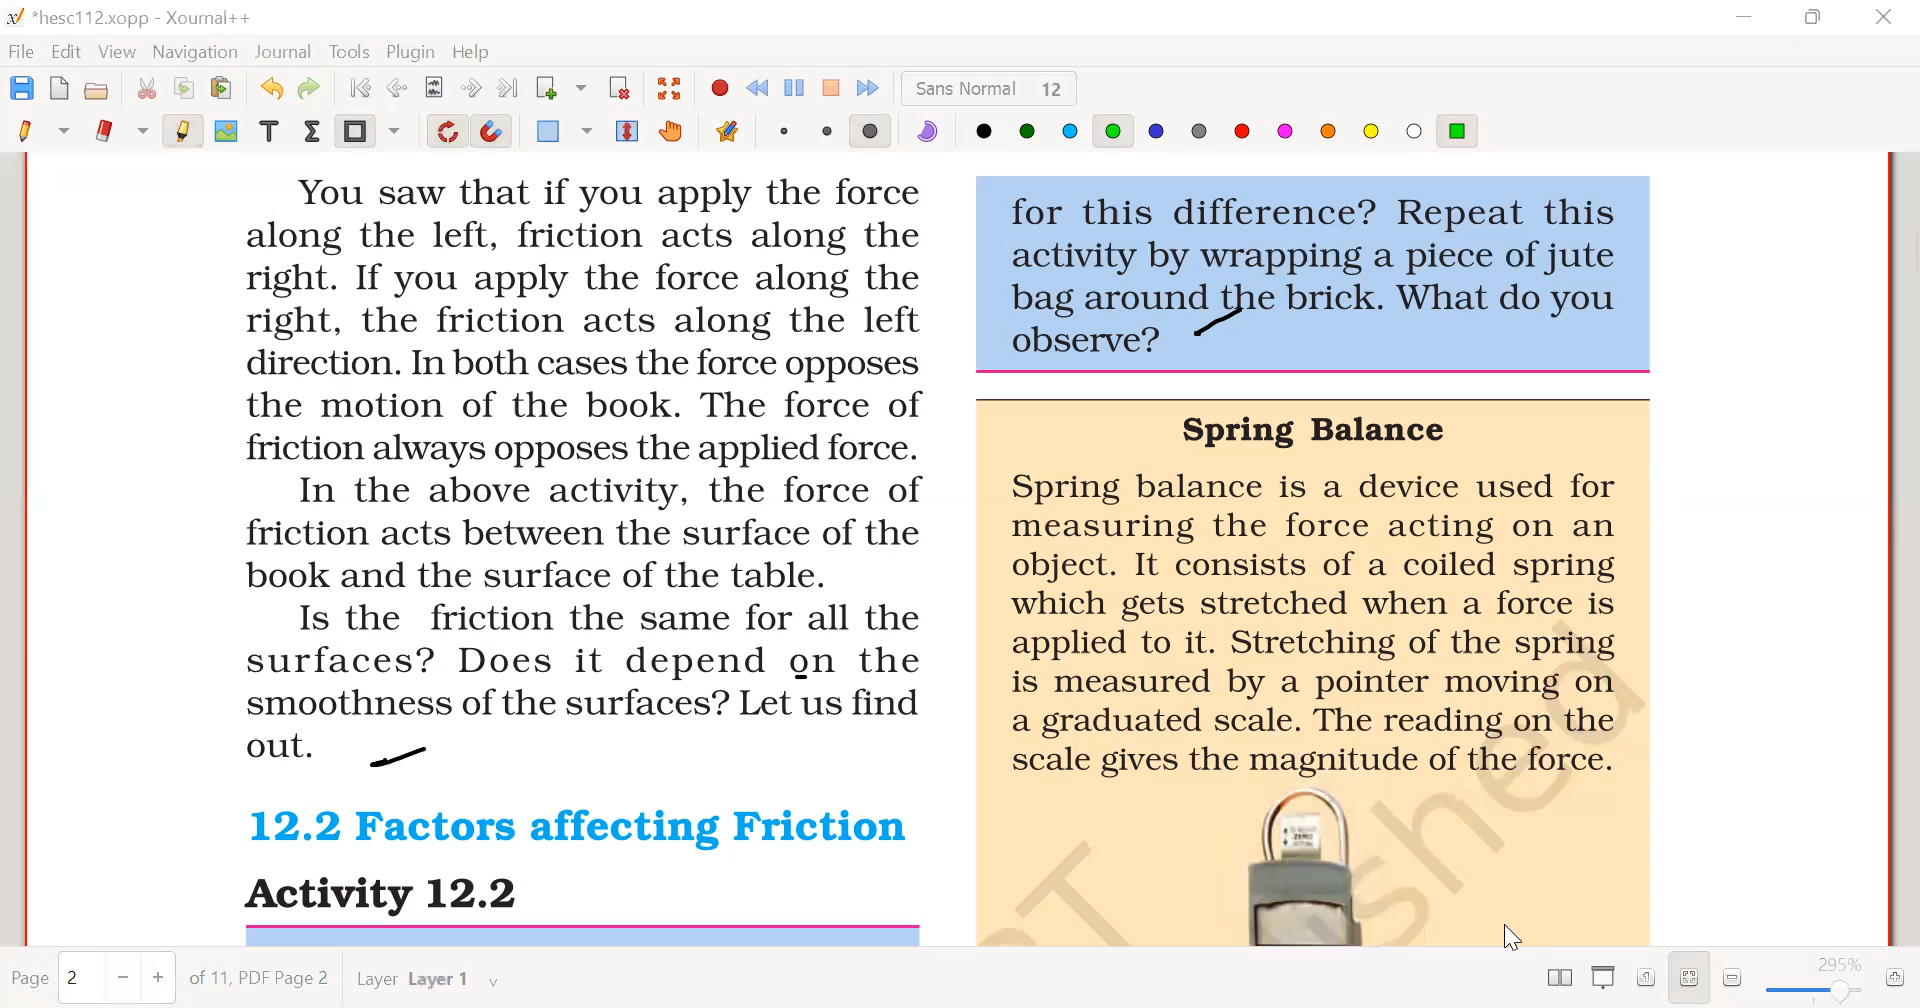 *hesc112.xopp - Xournal++
File Edit View Navigation Journal Tools Plugin Help
Sans Normal 12
You saw that if you apply the force
along the left, friction acts along the
right. If you apply the force along the
right, the friction acts along the left
direction. In both cases the force opposes
the motion of the book. The force of
friction always opposes the applied force.
In the above activity, the force of
friction acts between the surface of the
book and the surface of the table.
Is the friction the same for all the
surfaces? Does it depend on the
smoothness of the surfaces? Let us find
out.
12.2 Factors affecting Friction
Activity 12.2
for this difference? Repeat this
activity by wrapping a piece of jute
bag around the brick. What do you
observe?
Spring Balance
Spring balance is a device used for
measuring the force acting on an
object. It consists of a coiled spring
which gets stretched when a force is
applied to it. Stretching of the spring
is measured by a pointer moving on
a graduated scale. The reading on the
scale gives the magnitude of the force.
Page 2 of 11, PDF Page 2 Layer Layer 1
295%